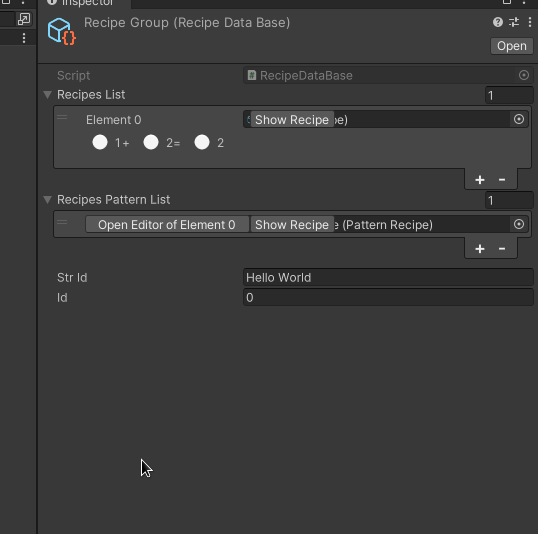 Inspector
Recipe Group (Recipe Data Base)
Open
Script RecipeDataBase
Recipes List 1
Element 0 Show Recipe pe)
1+ 2= 2
+ -
Recipes Pattern List 1
Open Editor of Element 0 Show Recipe e (Pattern Recipe)
+ -
Str Id Hello World
Id 0